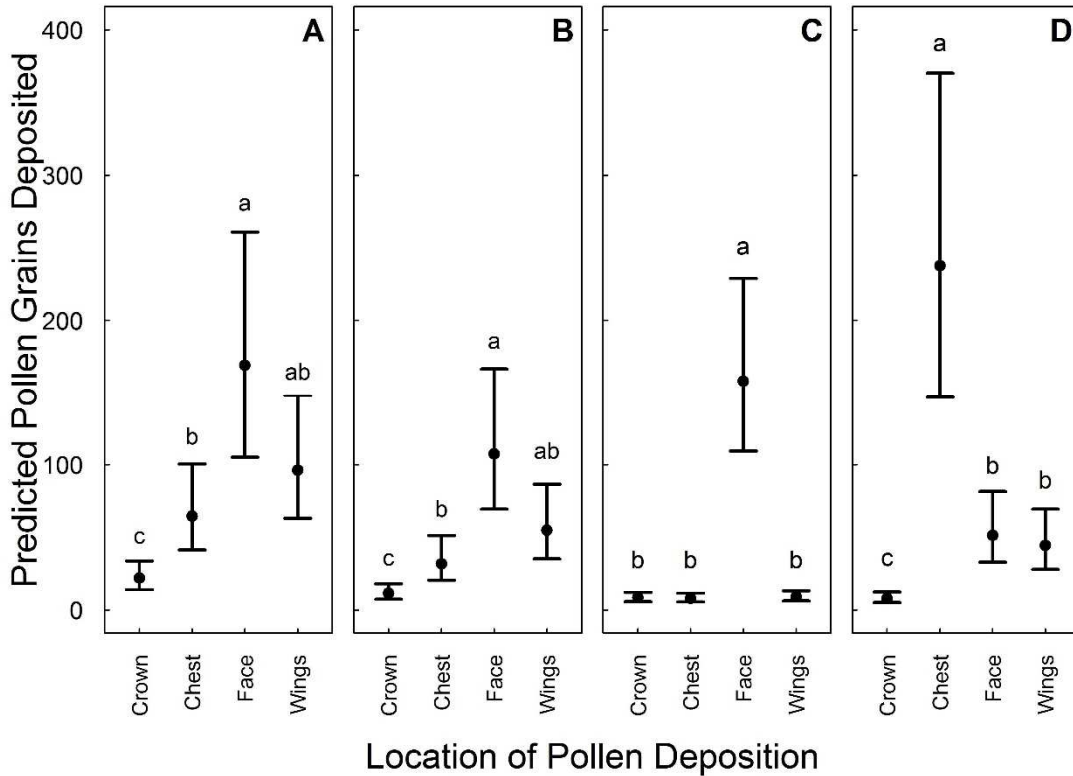 Predicted Pollen Grains Deposited
400
300
200
100
0
A
c
b
a
ab
Crown
Chest
Face
Wings
B
c
b
a
ab
Crown
Chest
Face
Wings
C
b
b
a
b
Crown
Chest
Face
Wings
D
c
a
b
b
Crown
Chest
Face
Wings
Location of Pollen Deposition